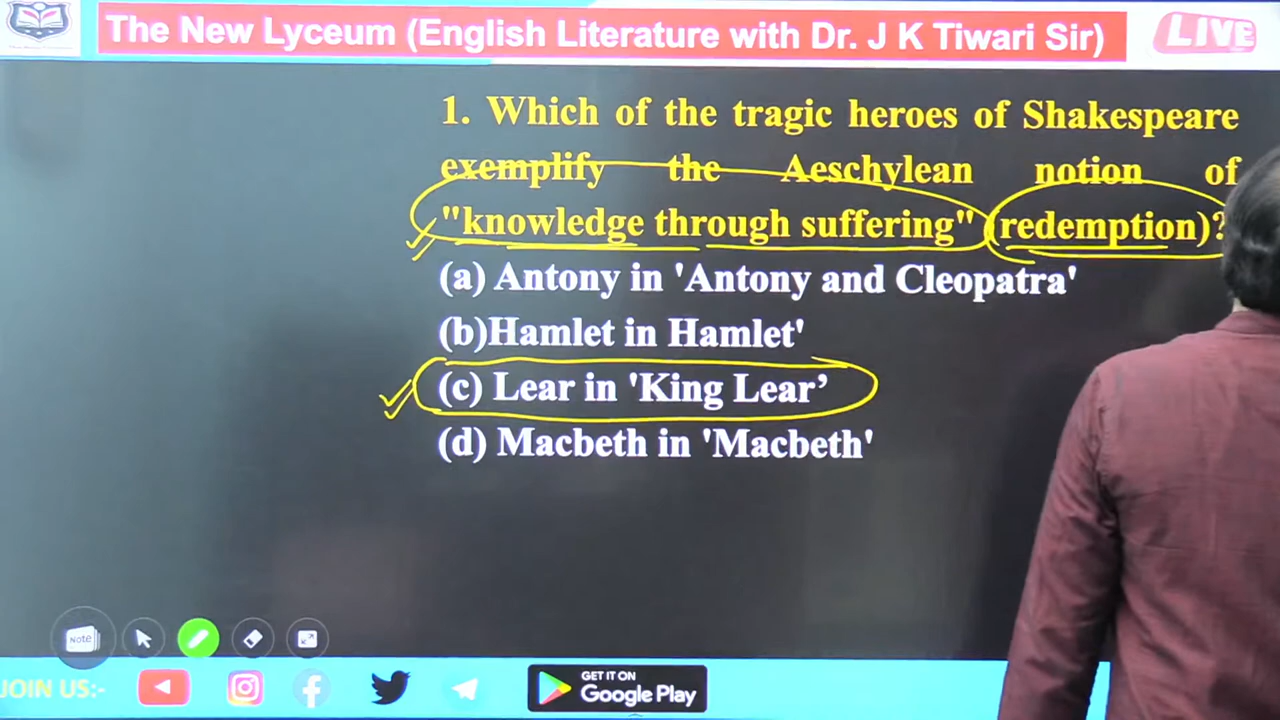 The New Lyceum (English Literature with Dr. J K Tiwari Sir)
LIVE
1. Which of the tragic heroes of Shakespeare
exemplify the Aeschylean notion of
"knowledge through suffering" (redemption)?
(a) Antony in 'Antony and Cleopatra'
(b)Hamlet in Hamlet'
(c) Lear in 'King Lear’
(d) Macbeth in 'Macbeth'
Note
JOIN US:-
GET IT ON
Google Play